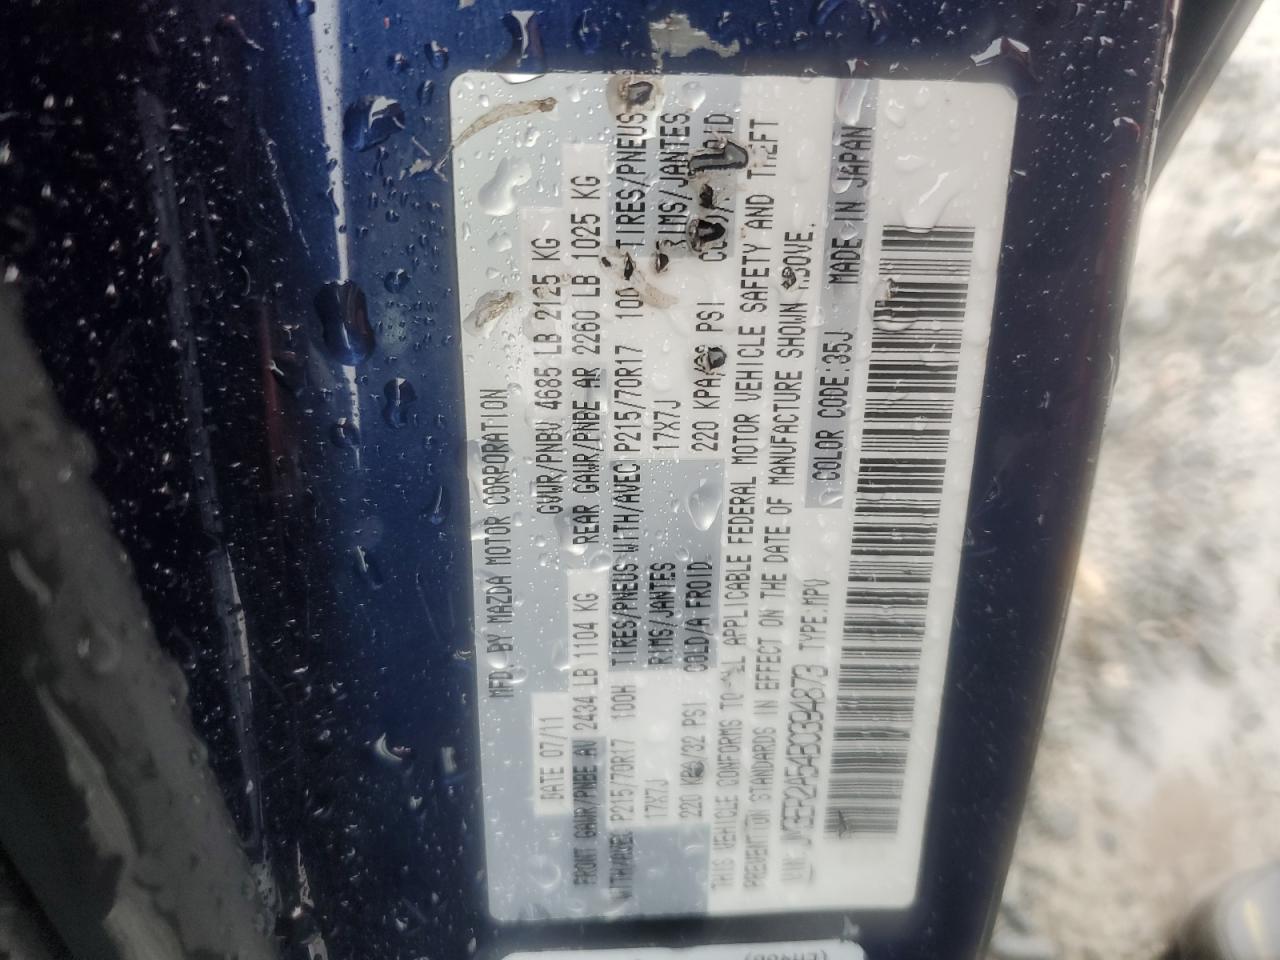 MFD. BY MAZDA MOTOR CORPORATION
DATE 07/11 GVWR/PNBV 4685 LB 2125 KG
FRONT GAWR/PNBE AV 2434 LB 1104 KG REAR GAWR/PNBE AR 2260 LB 1025 KG
WITH/AVEC P215/70R17 100H TIRES/PNEUS WITH/AVEC P215/70R17 100 TIRES/PNEUS
17X7J RIMS/JANTES 17X7J RIMS/JANTES
220 KPA/32 PSI COLD/A FROID 220 KPA/ PSI
THIS VEHICLE CONFORMS TO ALL APPLICABLE FEDERAL MOTOR VEHICLE SAFETY AND THEFT
PREVENTION STANDARDS IN EFFECT ON THE DATE OF MANUFACTURE SHOWN ABOVE.
TYPE:MPV COLOR CODE:35J MADE IN JAPAN